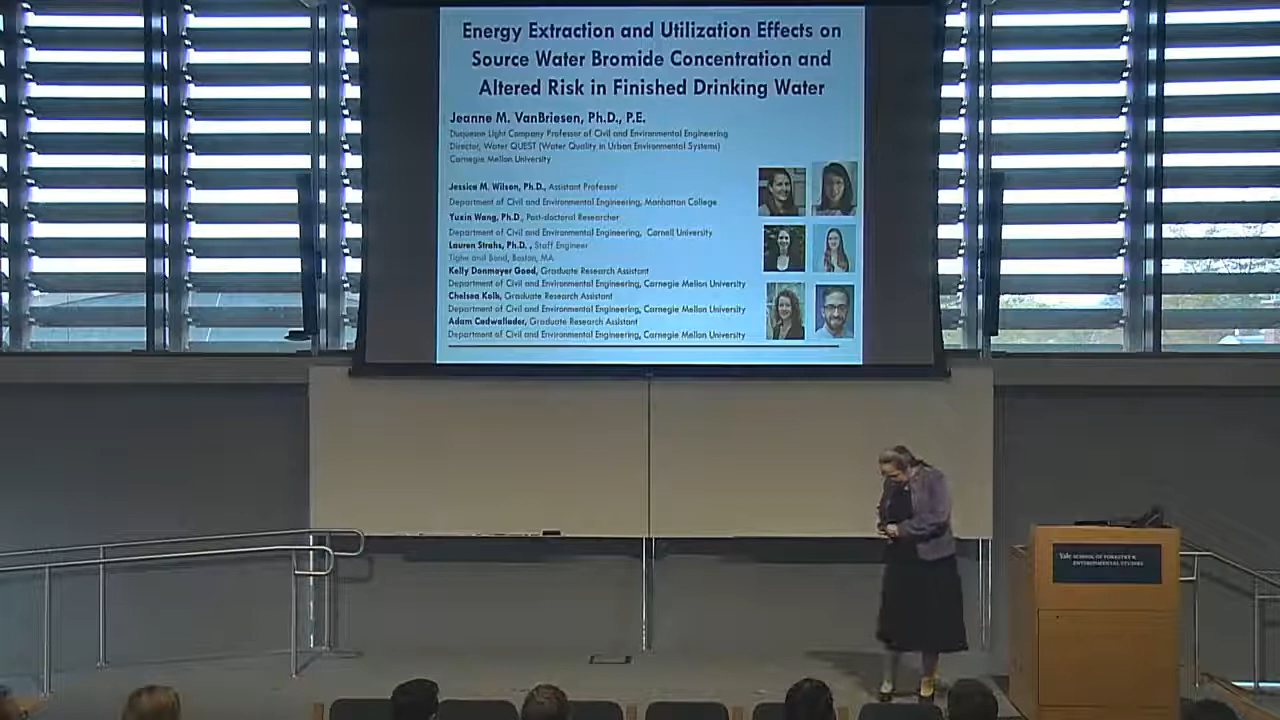 Energy Extraction and Utilization Effects on
Source Water Bromide Concentration and
Altered Risk in Finished Drinking Water
Jeanne M. VanBriesen, Ph.D., P.E.
Duquesne Light Company Professor of Civil and Environmental Engineering
Director, Water QUEST (Water Quality in Urban Environmental Systems)
Carnegie Mellon University
Jessica M. Wilson, Ph.D., Assistant Professor
Department of Civil and Environmental Engineering, Manhattan College
Yuxin Wang, Ph.D, Post-doctoral Researcher
Department of Civil and Environmental Engineering, Cornell University
Lauren Strahs, Ph.D. , Staff Engineer
Tighe and Bond, Boston, MA
Kelly Donmoyer Good, Graduate Research Assistant
Department of Civil and Environmental Engineering, Carnegie Mellon University
Chelsea Kolb, Graduate Research Assistant
Department of Civil and Environmental Engineering, Carnegie Mellon University
Adam Cadwallader, Graduate Research Assistant
Department of Civil and Environmental Engineering, Carnegie Mellon University
Yale SCHOOL OF FORESTRY &
ENVIRONMENTAL STUDIES